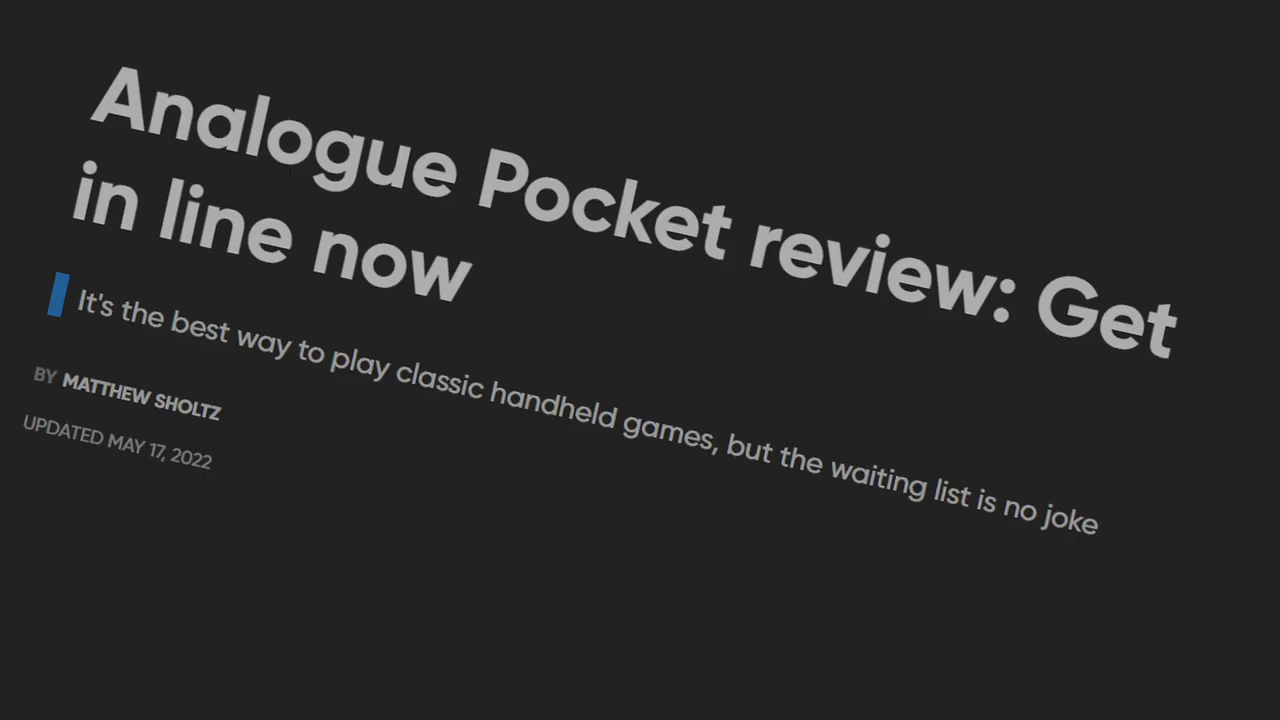 Analogue Pocket review: Get
in line now
It's the best way to play classic handheld games, but the waiting list is no joke
BY MATTHEW SHOLTZ
UPDATED MAY 17, 2022